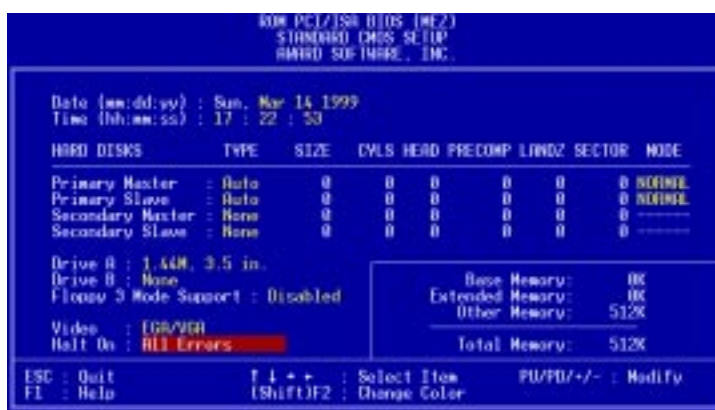 ROM PCI/ISA BIOS (WEZ)
STANDARD CMOS SETUP
AWARD SOFTWARE, INC.
Date (mm:dd:yy) : Sun, Mar 14 1999
Time (hh:mm:ss) : 17 : 22 : 53
HARD DISKS TYPE SIZE CYLS HEAD PRECOMP LANDZ SECTOR MODE
Primary Master : Auto 0 0 0 0 0 0 NORMAL
Primary Slave : Auto 0 0 0 0 0 0 NORMAL
Secondary Master : None 0 0 0 0 0 0 ------
Secondary Slave : None 0 0 0 0 0 0 ------
Drive A : 1.44M, 3.5 in.
Drive B : None
Floppy 3 Mode Support : Disabled
Video : EGA/VGA
Halt On : All Errors
Base Memory: 0K
Extended Memory: 0K
Other Memory: 512K
Total Memory: 512K
ESC : Quit ↑ ↓ → ← : Select Item PU/PD/+/- : Modify
F1 : Help (Shift)F2 : Change Color